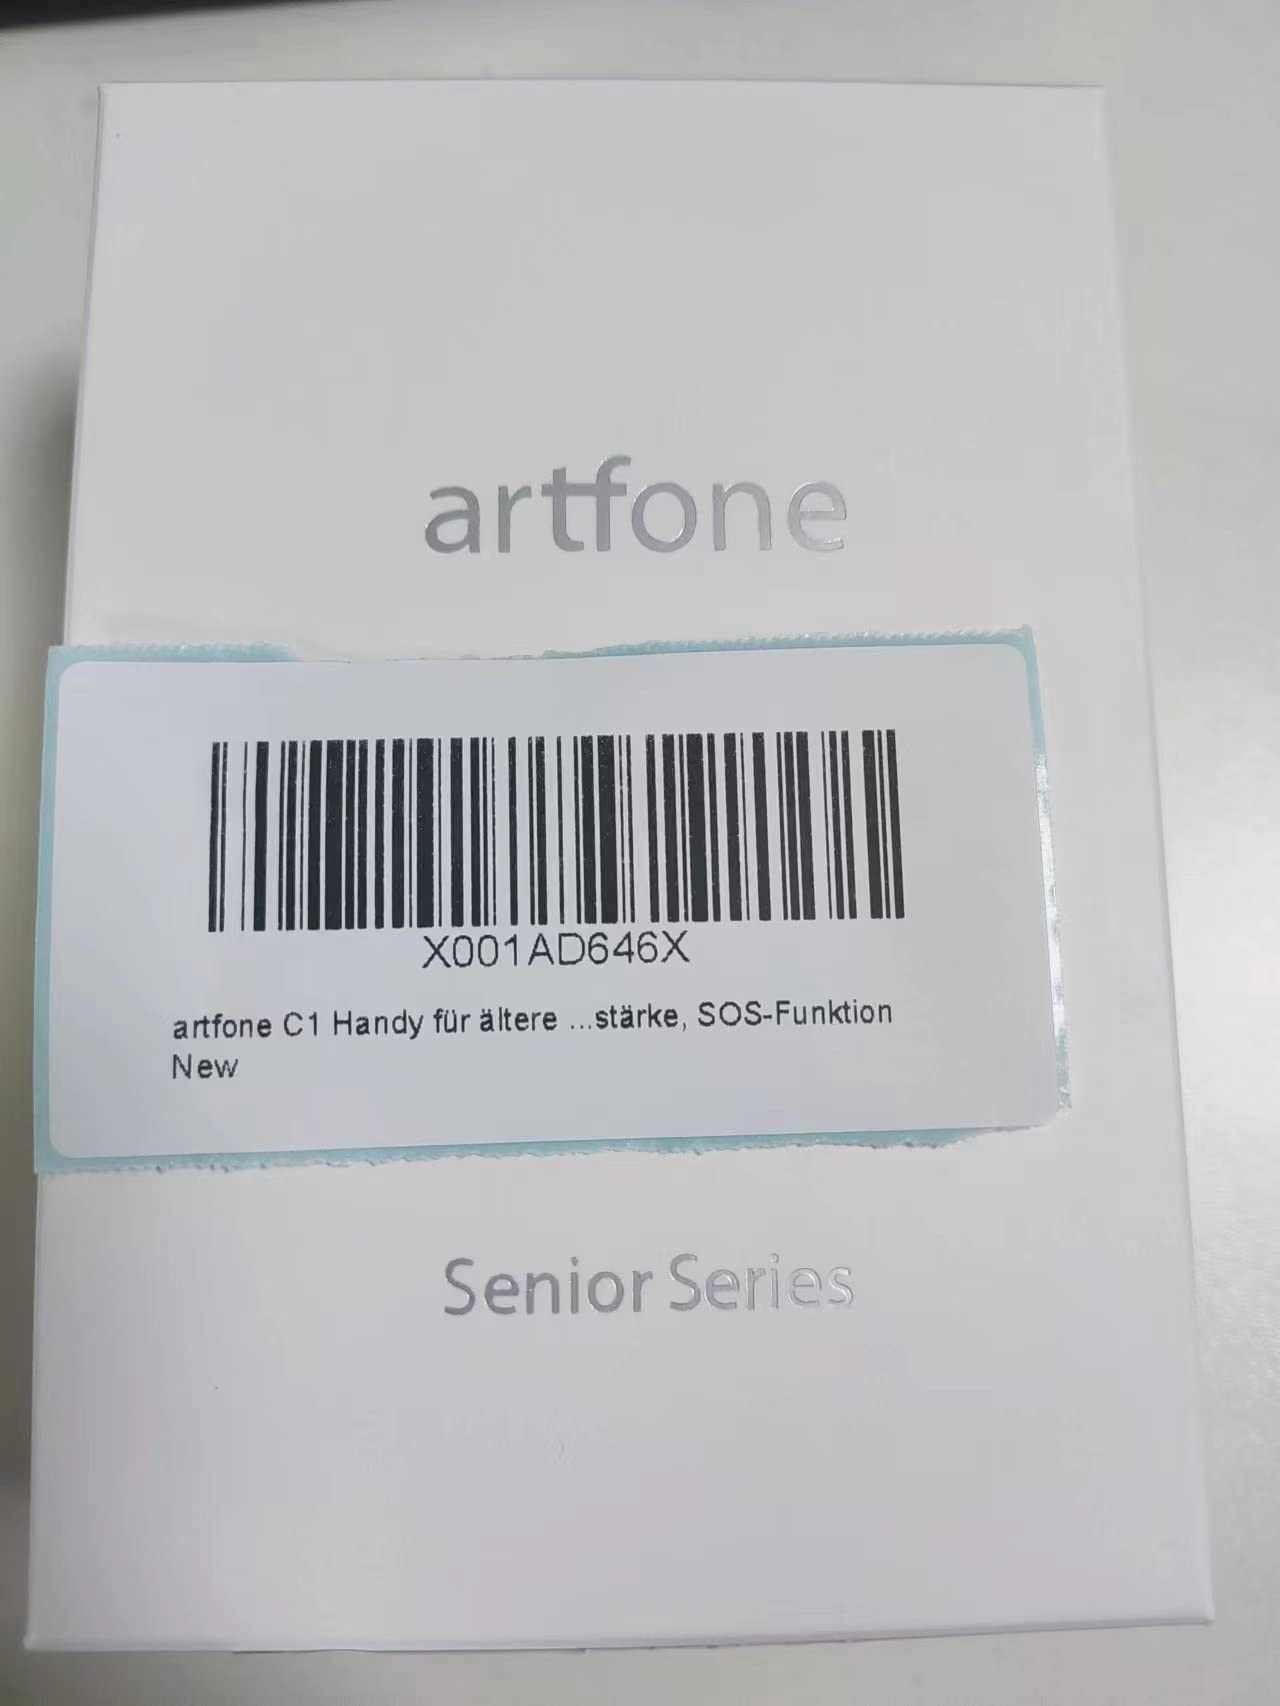 artfone
X001AD646X
artfone C1 Handy für ältere ...stärke, SOS-Funktion
New
Senior Series